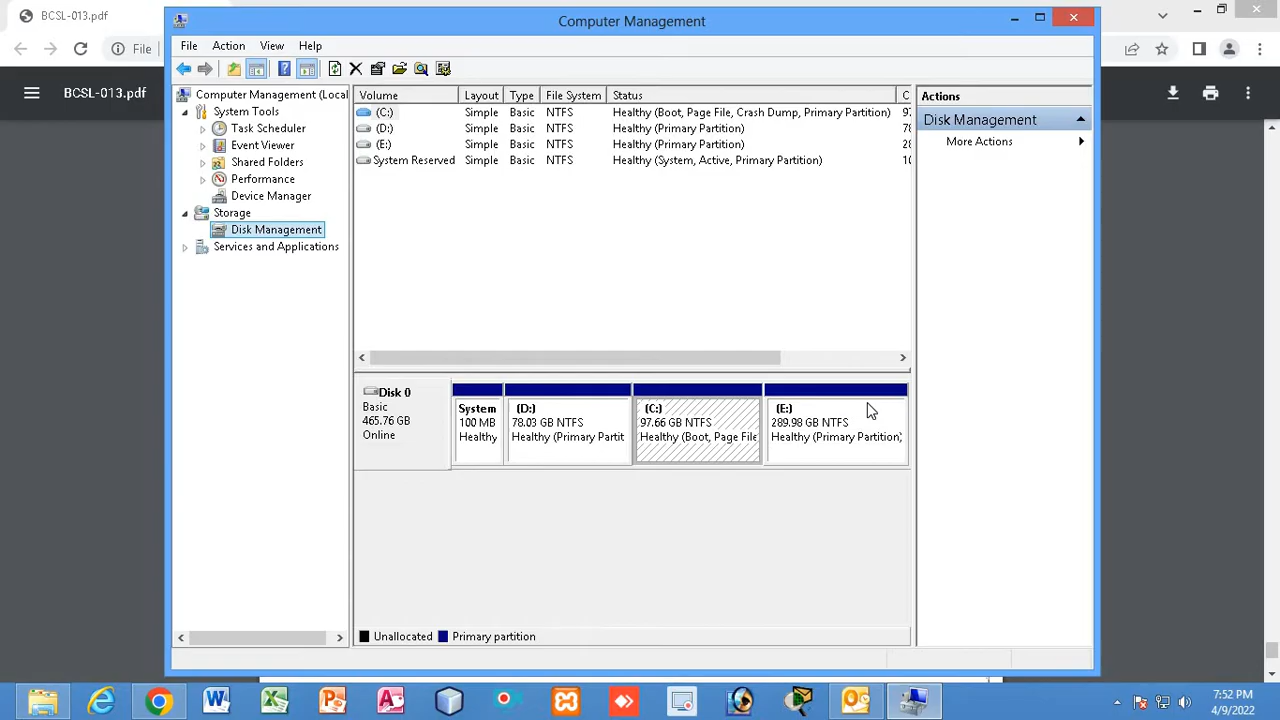 BCSL-013.pdf
File
BCSL-013.pdf
Computer Management
File Action View Help
Computer Management (Local
System Tools
Task Scheduler
Event Viewer
Shared Folders
Performance
Device Manager
Storage
Disk Management
Services and Applications
Volume Layout Type File System Status C
(C:) Simple Basic NTFS Healthy (Boot, Page File, Crash Dump, Primary Partition) 97
(D:) Simple Basic NTFS Healthy (Primary Partition) 78
(E:) Simple Basic NTFS Healthy (Primary Partition) 28
System Reserved Simple Basic NTFS Healthy (System, Active, Primary Partition) 10
Actions
Disk Management
More Actions
Disk 0
Basic
465.76 GB
Online
System
100 MB
Healthy
(D:)
78.03 GB NTFS
Healthy (Primary Partit
(C:)
97.66 GB NTFS
Healthy (Boot, Page File
(E:)
289.98 GB NTFS
Healthy (Primary Partition)
Unallocated Primary partition
7:52 PM
4/9/2022